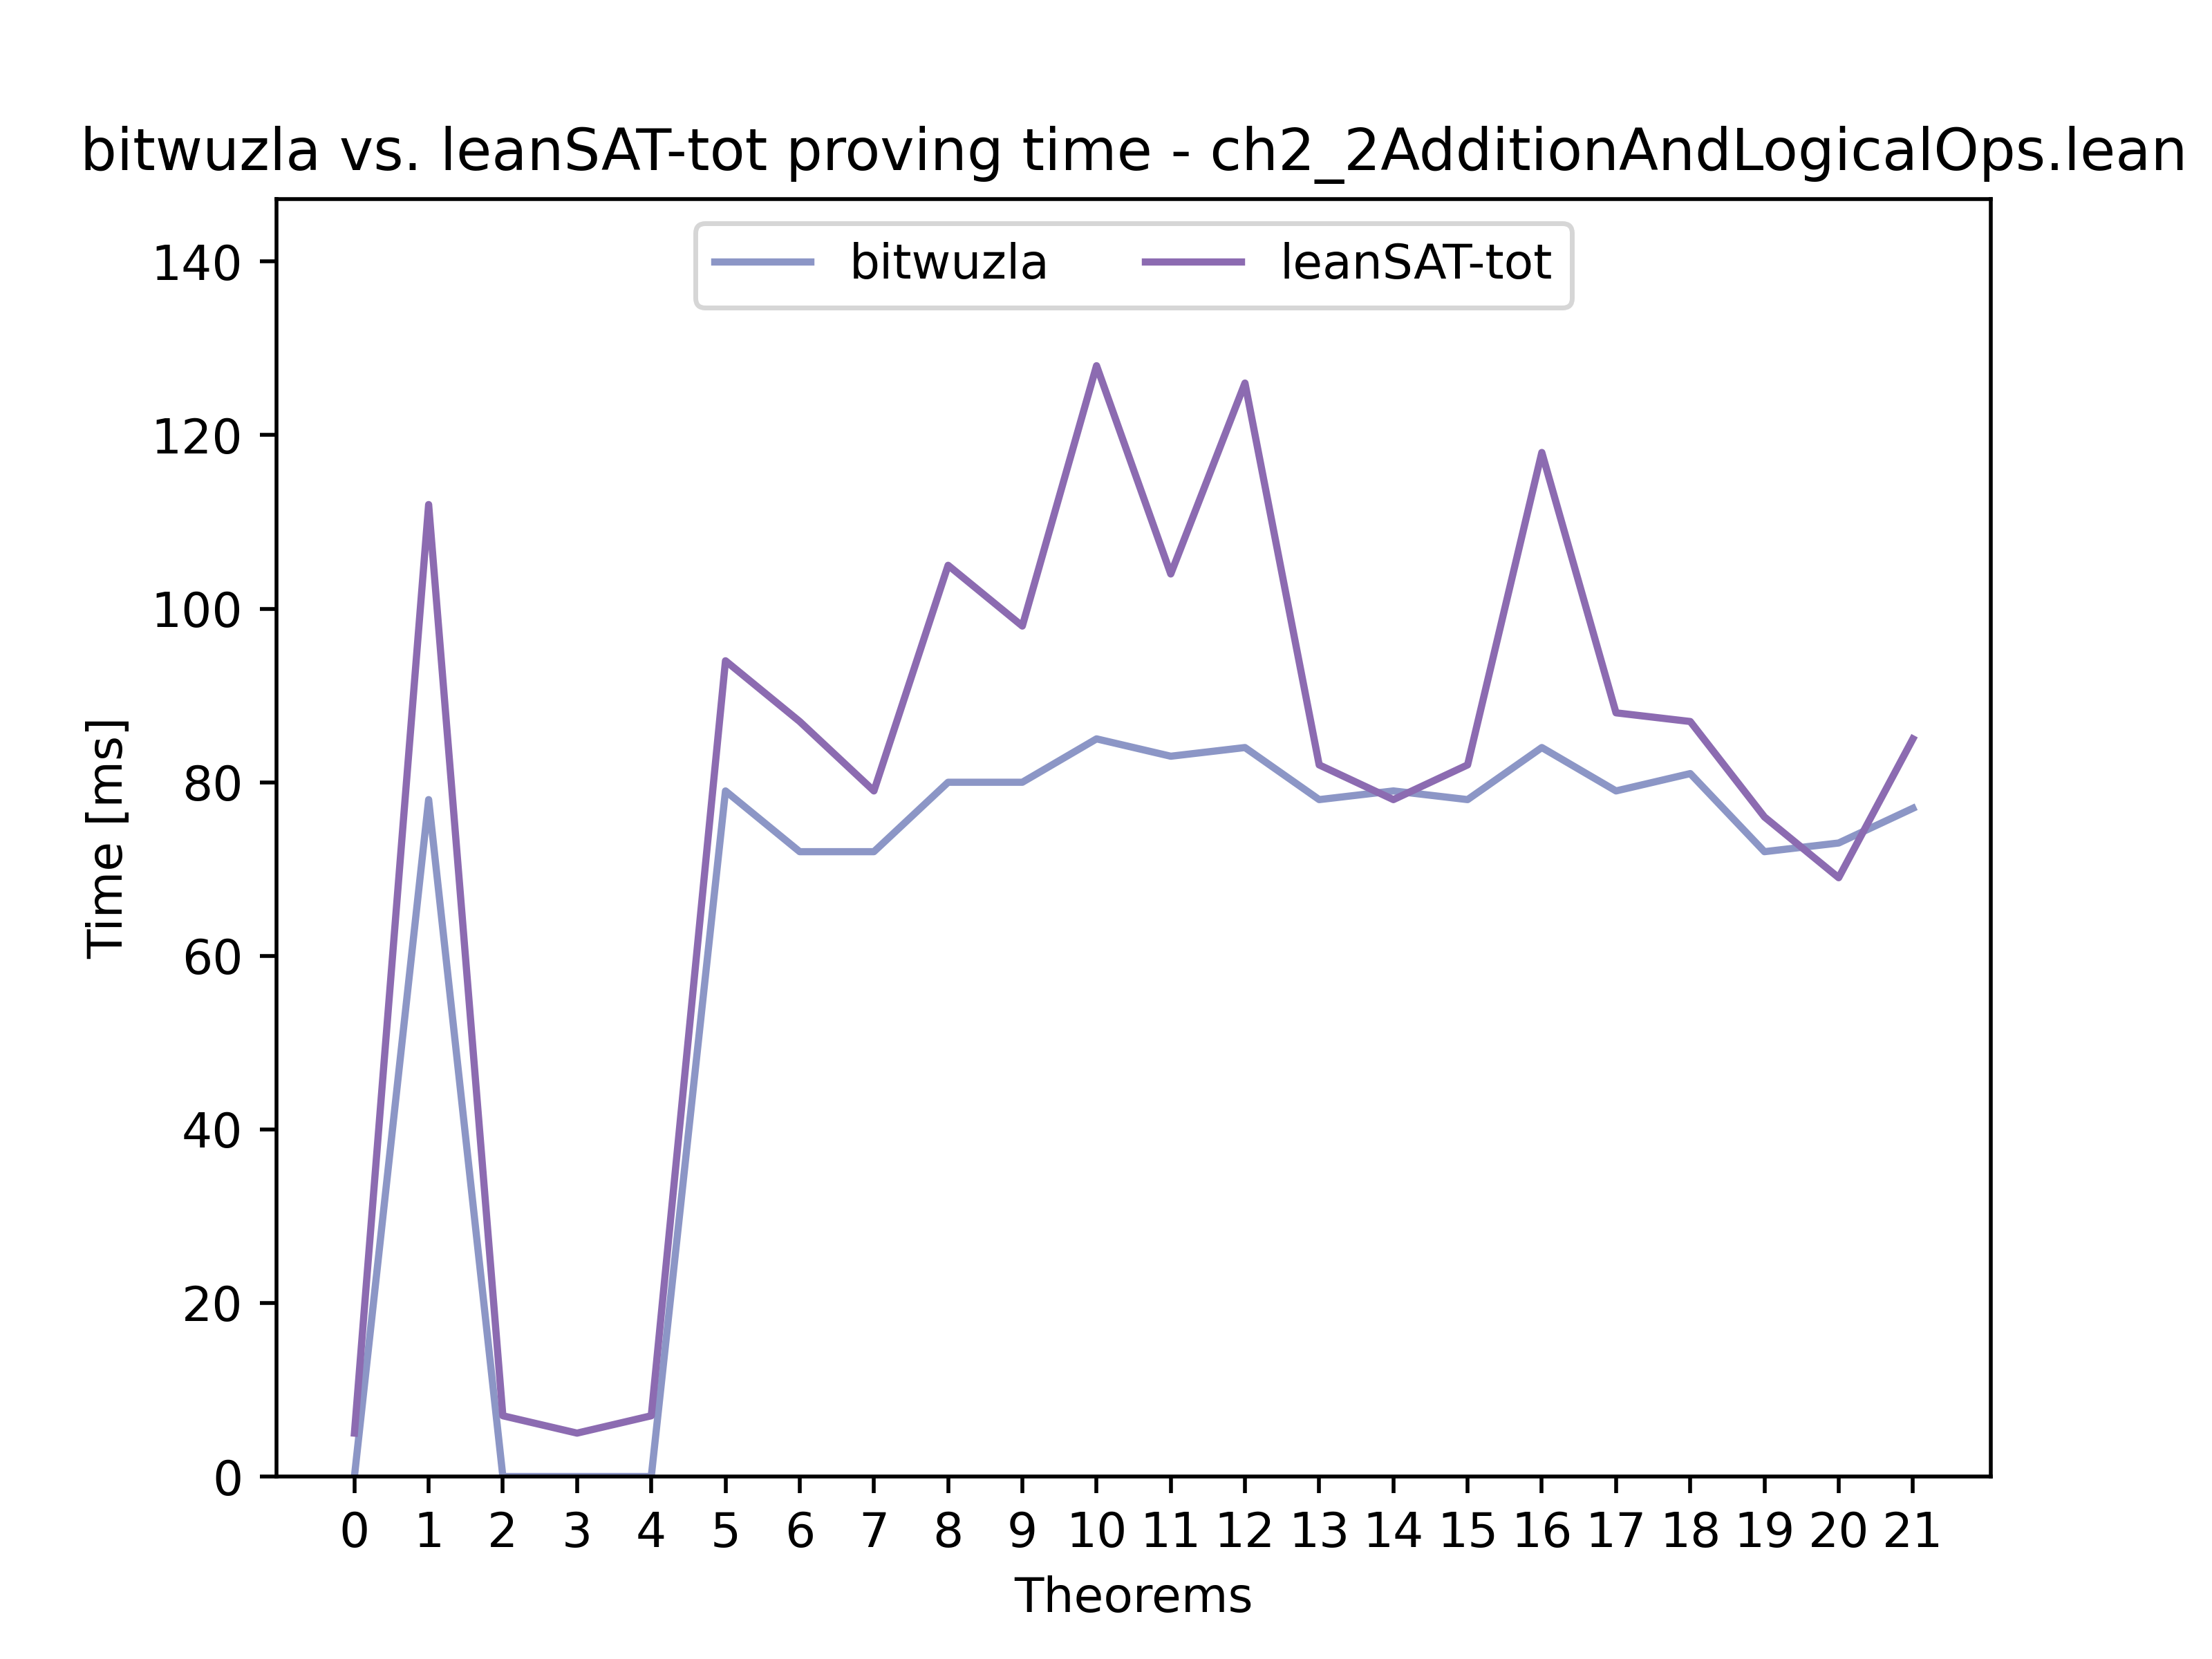 bitwuzla vs. leanSAT-tot proving time - ch2_2AdditionAndLogicalOps.lean
bitwuzla leanSAT-tot
140
120
100
80
60
40
20
0
Time [ms]
0 1 2 3 4 5 6 7 8 9 10 11 12 13 14 15 16 17 18 19 20 21
Theorems